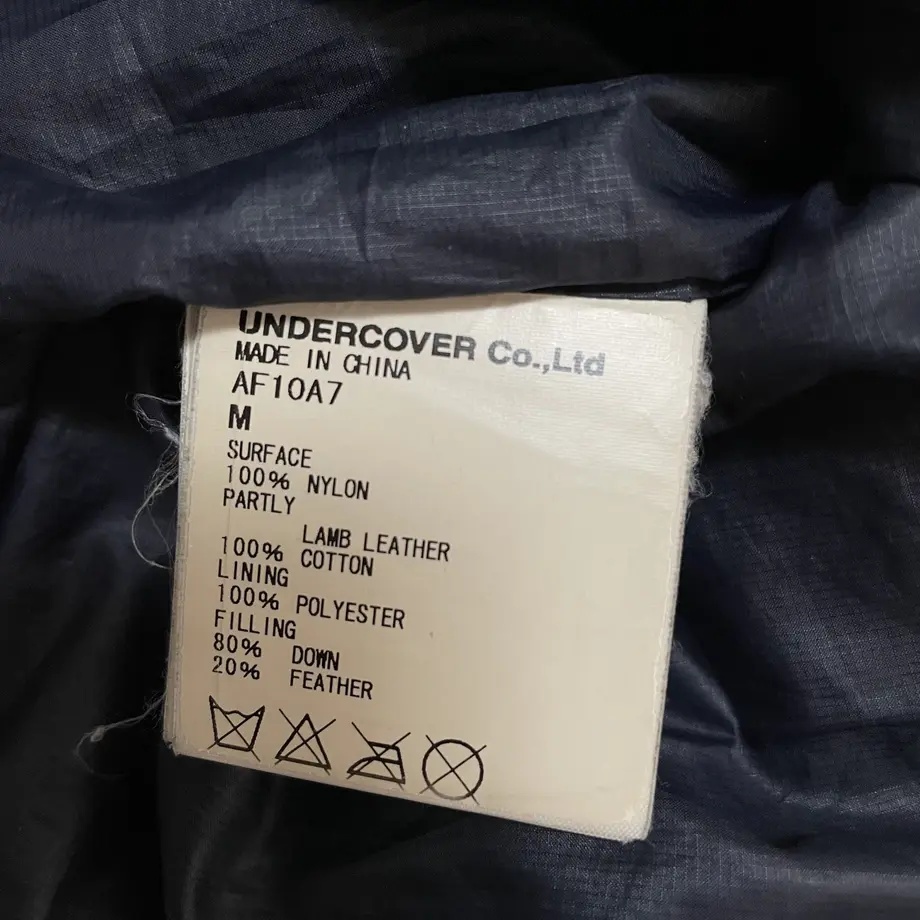 UNDERCOVER Co.,Ltd
MADE IN CHINA
AF10A7
M
SURFACE
100% NYLON
PARTLY
LAMB LEATHER
100% COTTON
LINING
100% POLYESTER
FILLING
80% DOWN
20% FEATHER